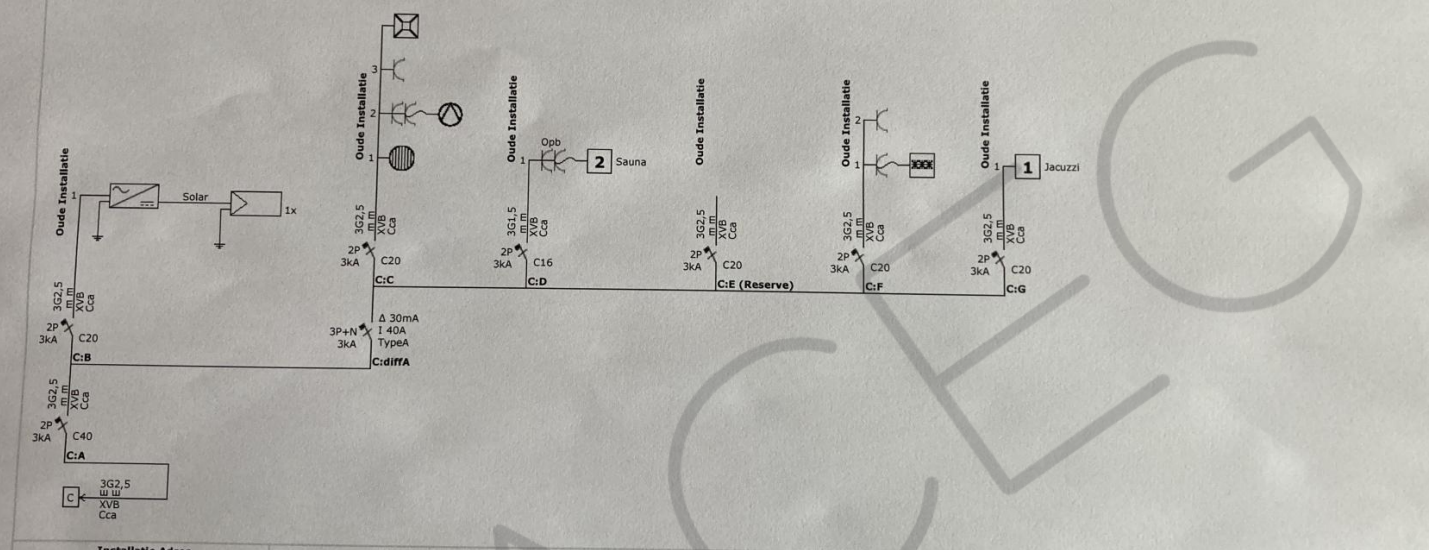 3
Oude Installatie
2
1
3G2,5
XVB
Cca
2P
3kA
C20
C:C
Oude Installatie
Opb
1
2
Sauna
3G1,5
XVB
Cca
2P
3kA
C16
C:D
Oude Installatie
3G2,5
XVB
Cca
2P
3kA
C20
C:E (Reserve)
Oude Installatie
2
1
3G2,5
XVB
Cca
2P
3kA
C20
C:F
Oude Installatie
1
1
Jacuzzi
3G2,5
XVB
Cca
2P
3kA
C20
C:G
Oude Installatie
1
Solar
1x
3G2,5
XVB
Cca
2P
3kA
C20
C:B
3P+N
3kA
Δ 30mA
I 40A
TypeA
C:diffA
3G2,5
XVB
Cca
2P
3kA
C40
C:A
C
3G2,5
XVB
Cca
ACEG